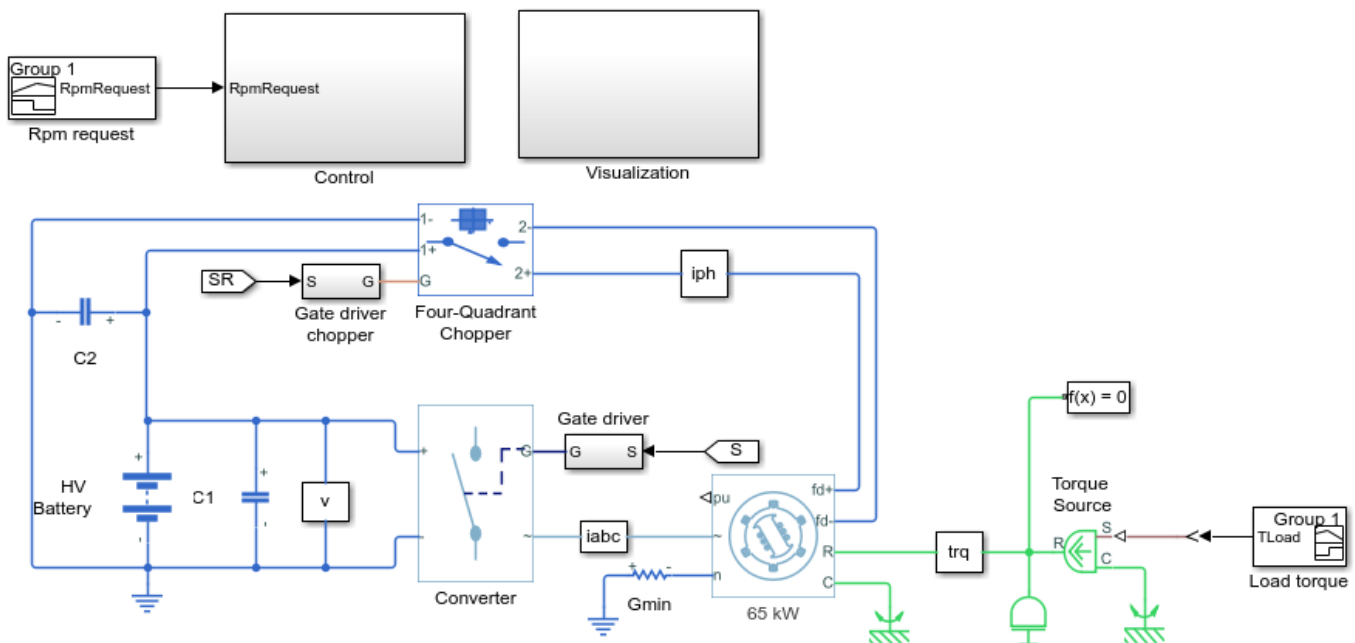 Group 1
RpmRequest
Rpm request
RpmRequest
Control
Visualization
1-
1+
G
2-
2+
Four-Quadrant
Chopper
SR
S
G
Gate driver
chopper
iph
-
+
C2
+
HV
Battery
-
+
C1
-
v
+
-
G
~
Converter
Gate driver
G
S
S
iabc
+
-
Gmin
pu
~
n
fd+
fd-
R
C
65 kW
trq
f(x) = 0
Torque
Source
R
S
C
Group 1
TLoad
Load torque